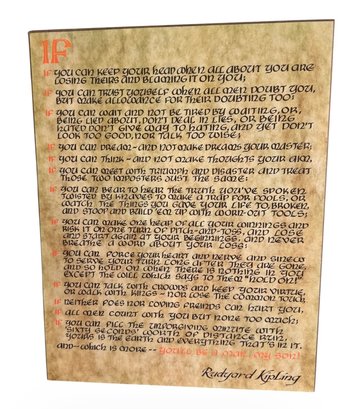 IF
IF YOU CAN KEEP YOUR HEAD WHEN ALL ABOUT YOU ARE
LOSING THEIRS AND BLAMING IT ON YOU;
IF YOU CAN TRUST YOURSELF WHEN ALL MEN DOUBT YOU,
BUT MAKE ALLOWANCE FOR THEIR DOUBTING TOO:
IF YOU CAN WAIT AND NOT BE TIRED BY WAITING, OR,
BEING LIED ABOUT, DON'T DEAL IN LIES, OR BEING
HATED DON'T GIVE WAY TO HATING, AND YET DON'T
LOOK TOO GOOD, NOR TALK TOO WISE;
IF YOU CAN DREAM-AND NOT MAKE DREAMS YOUR MASTER;
IF YOU CAN THINK-AND NOT MAKE THOUGHTS YOUR AIM,
IF YOU CAN MEET WITH TRIUMPH AND DISASTER AND TREAT
THOSE TWO IMPOSTORS JUST THE SAME:
IF YOU CAN BEAR TO HEAR THE TRUTH YOU'VE SPOKEN
TWISTED BY KNAVES TO MAKE A TRAP FOR FOOLS, OR
WATCH THE THINGS YOU GAVE YOUR LIFE TO BROKEN,
AND STOOP AND BUILD 'EM UP WITH WORN-OUT TOOLS;
IF YOU CAN MAKE ONE HEAP OF ALL YOUR WINNINGS AND
RISK IT ON ONE TURN OF PITCH-AND-TOSS, AND LOSE
AND START AGAIN AT YOUR BEGINNINGS, AND NEVER
BREATHE A WORD ABOUT YOUR LOSS:
IF YOU CAN FORCE YOUR HEART AND NERVE AND SINEW
TO SERVE YOUR TURN LONG AFTER THEY ARE GONE,
AND SO HOLD ON WHEN THERE IS NOTHING IN YOU
EXCEPT THE WILL WHICH SAYS TO THEM "HOLD ON!"
IF YOU CAN TALK WITH CROWDS AND KEEP YOUR VIRTUE,
OR WALK WITH KINGS- NOR LOSE THE COMMON TOUCH,
IF NEITHER FOES NOR LOVING FRIENDS CAN HURT YOU,
IF ALL MEN COUNT WITH YOU BUT NONE TOO MUCH;
IF YOU CAN FILL THE UNFORGIVING MINUTE WITH
SIXTY SECONDS' WORTH OF DISTANCE RUN,
YOURS IS THE EARTH AND EVERYTHING THAT'S IN IT.
AND-WHICH IS MORE-- YOU'LL BE A MAN, MY SON!
Rudyard Kipling